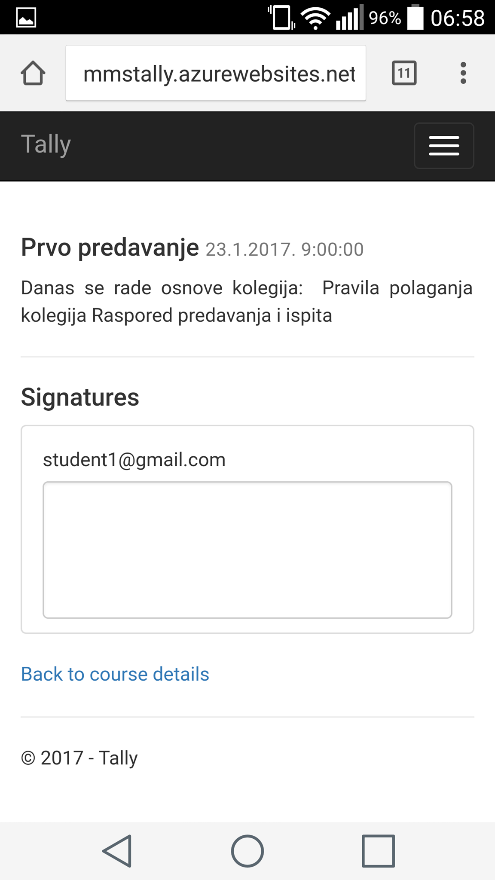 96% 06:58
mmstally.azurewebsites.net 11
Tally
Prvo predavanje 23.1.2017. 9:00:00
Danas se rade osnove kolegija: Pravila polaganja
kolegija Raspored predavanja i ispita
Signatures
student1@gmail.com
Back to course details
© 2017 - Tally